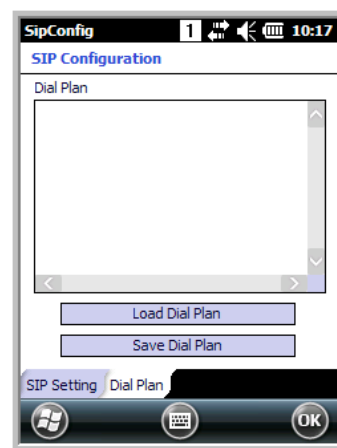 SipConfig 1 10:17
SIP Configuration
Dial Plan
Load Dial Plan
Save Dial Plan
SIP Setting Dial Plan
OK